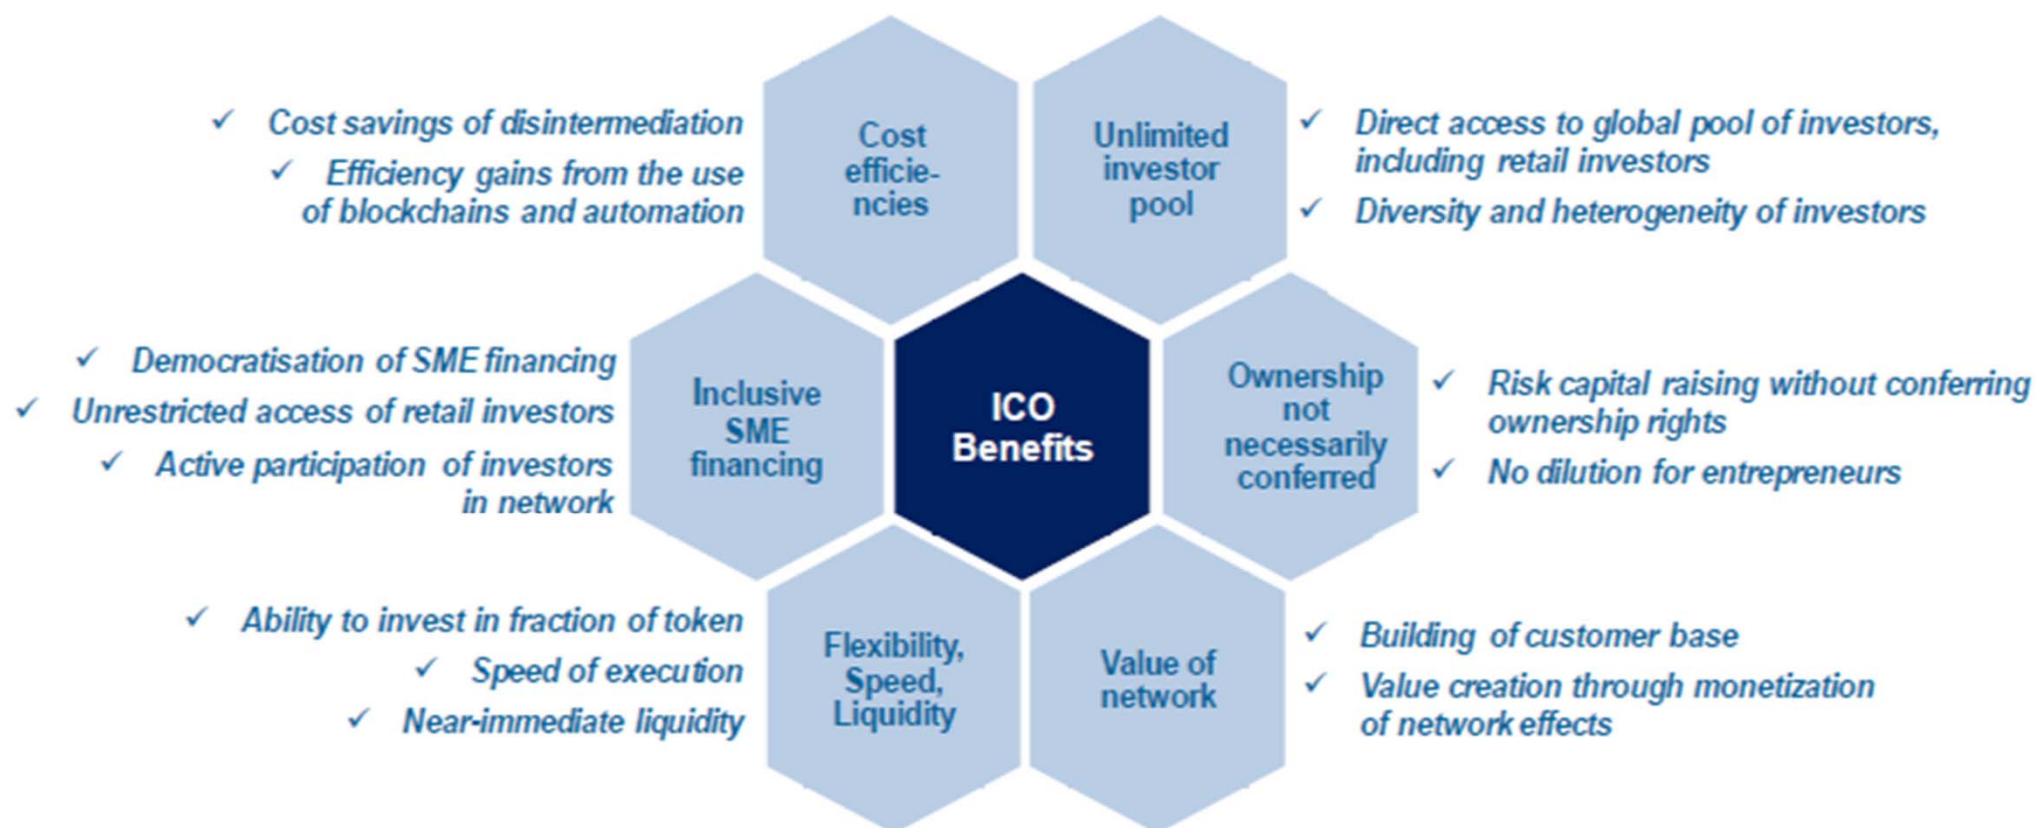 ✓ Cost savings of disintermediation
✓ Efficiency gains from the use
of blockchains and automation
Cost
efficie-
ncies
Unlimited
investor
pool
✓ Direct access to global pool of investors,
including retail investors
✓ Diversity and heterogeneity of investors
✓ Democratisation of SME financing
✓ Unrestricted access of retail investors
✓ Active participation of investors
in network
Inclusive
SME
financing
ICO
Benefits
Ownership
not
necessarily
conferred
✓ Risk capital raising without conferring
ownership rights
✓ No dilution for entrepreneurs
✓ Ability to invest in fraction of token
✓ Speed of execution
✓ Near-immediate liquidity
Flexibility,
Speed,
Liquidity
Value of
network
✓ Building of customer base
✓ Value creation through monetization
of network effects